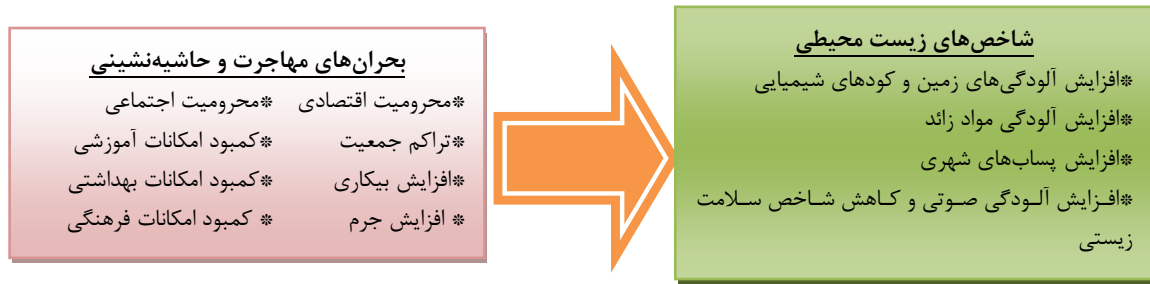 شاخص‌های زیست محیطی
*افزایش آلودگی‌های زمین و کودهای شیمیایی
*افزایش آلودگی مواد زائد
*افزایش پساب‌های شهری
*افزایش آلودگی صوتی و کاهش شاخص سلامت
زیستی
بحران‌های مهاجرت و حاشیه‌نشینی
*محرومیت اقتصادی *محرومیت اجتماعی
*تراکم جمعیت *کمبود امکانات آموزشی
*افزایش بیکاری *کمبود امکانات بهداشتی
* افزایش جرم * کمبود امکانات فرهنگی